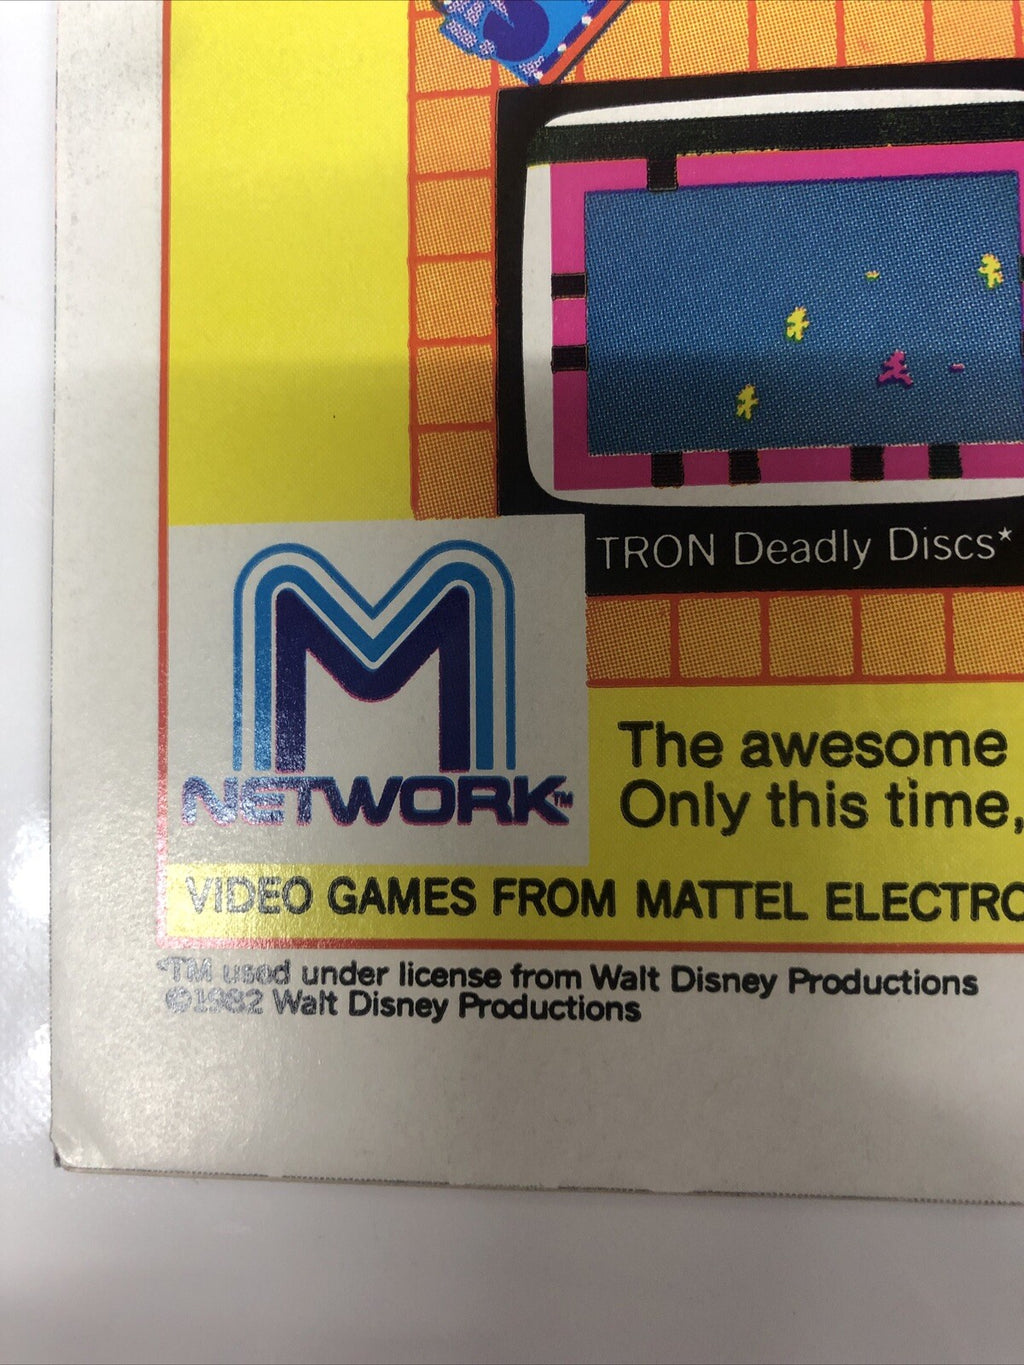 TRON Deadly Discs*
M
NETWORK™
The awesome
Only this time,
VIDEO GAMES FROM MATTEL ELECTRO
*TM used under license from Walt Disney Productions
©1982 Walt Disney Productions